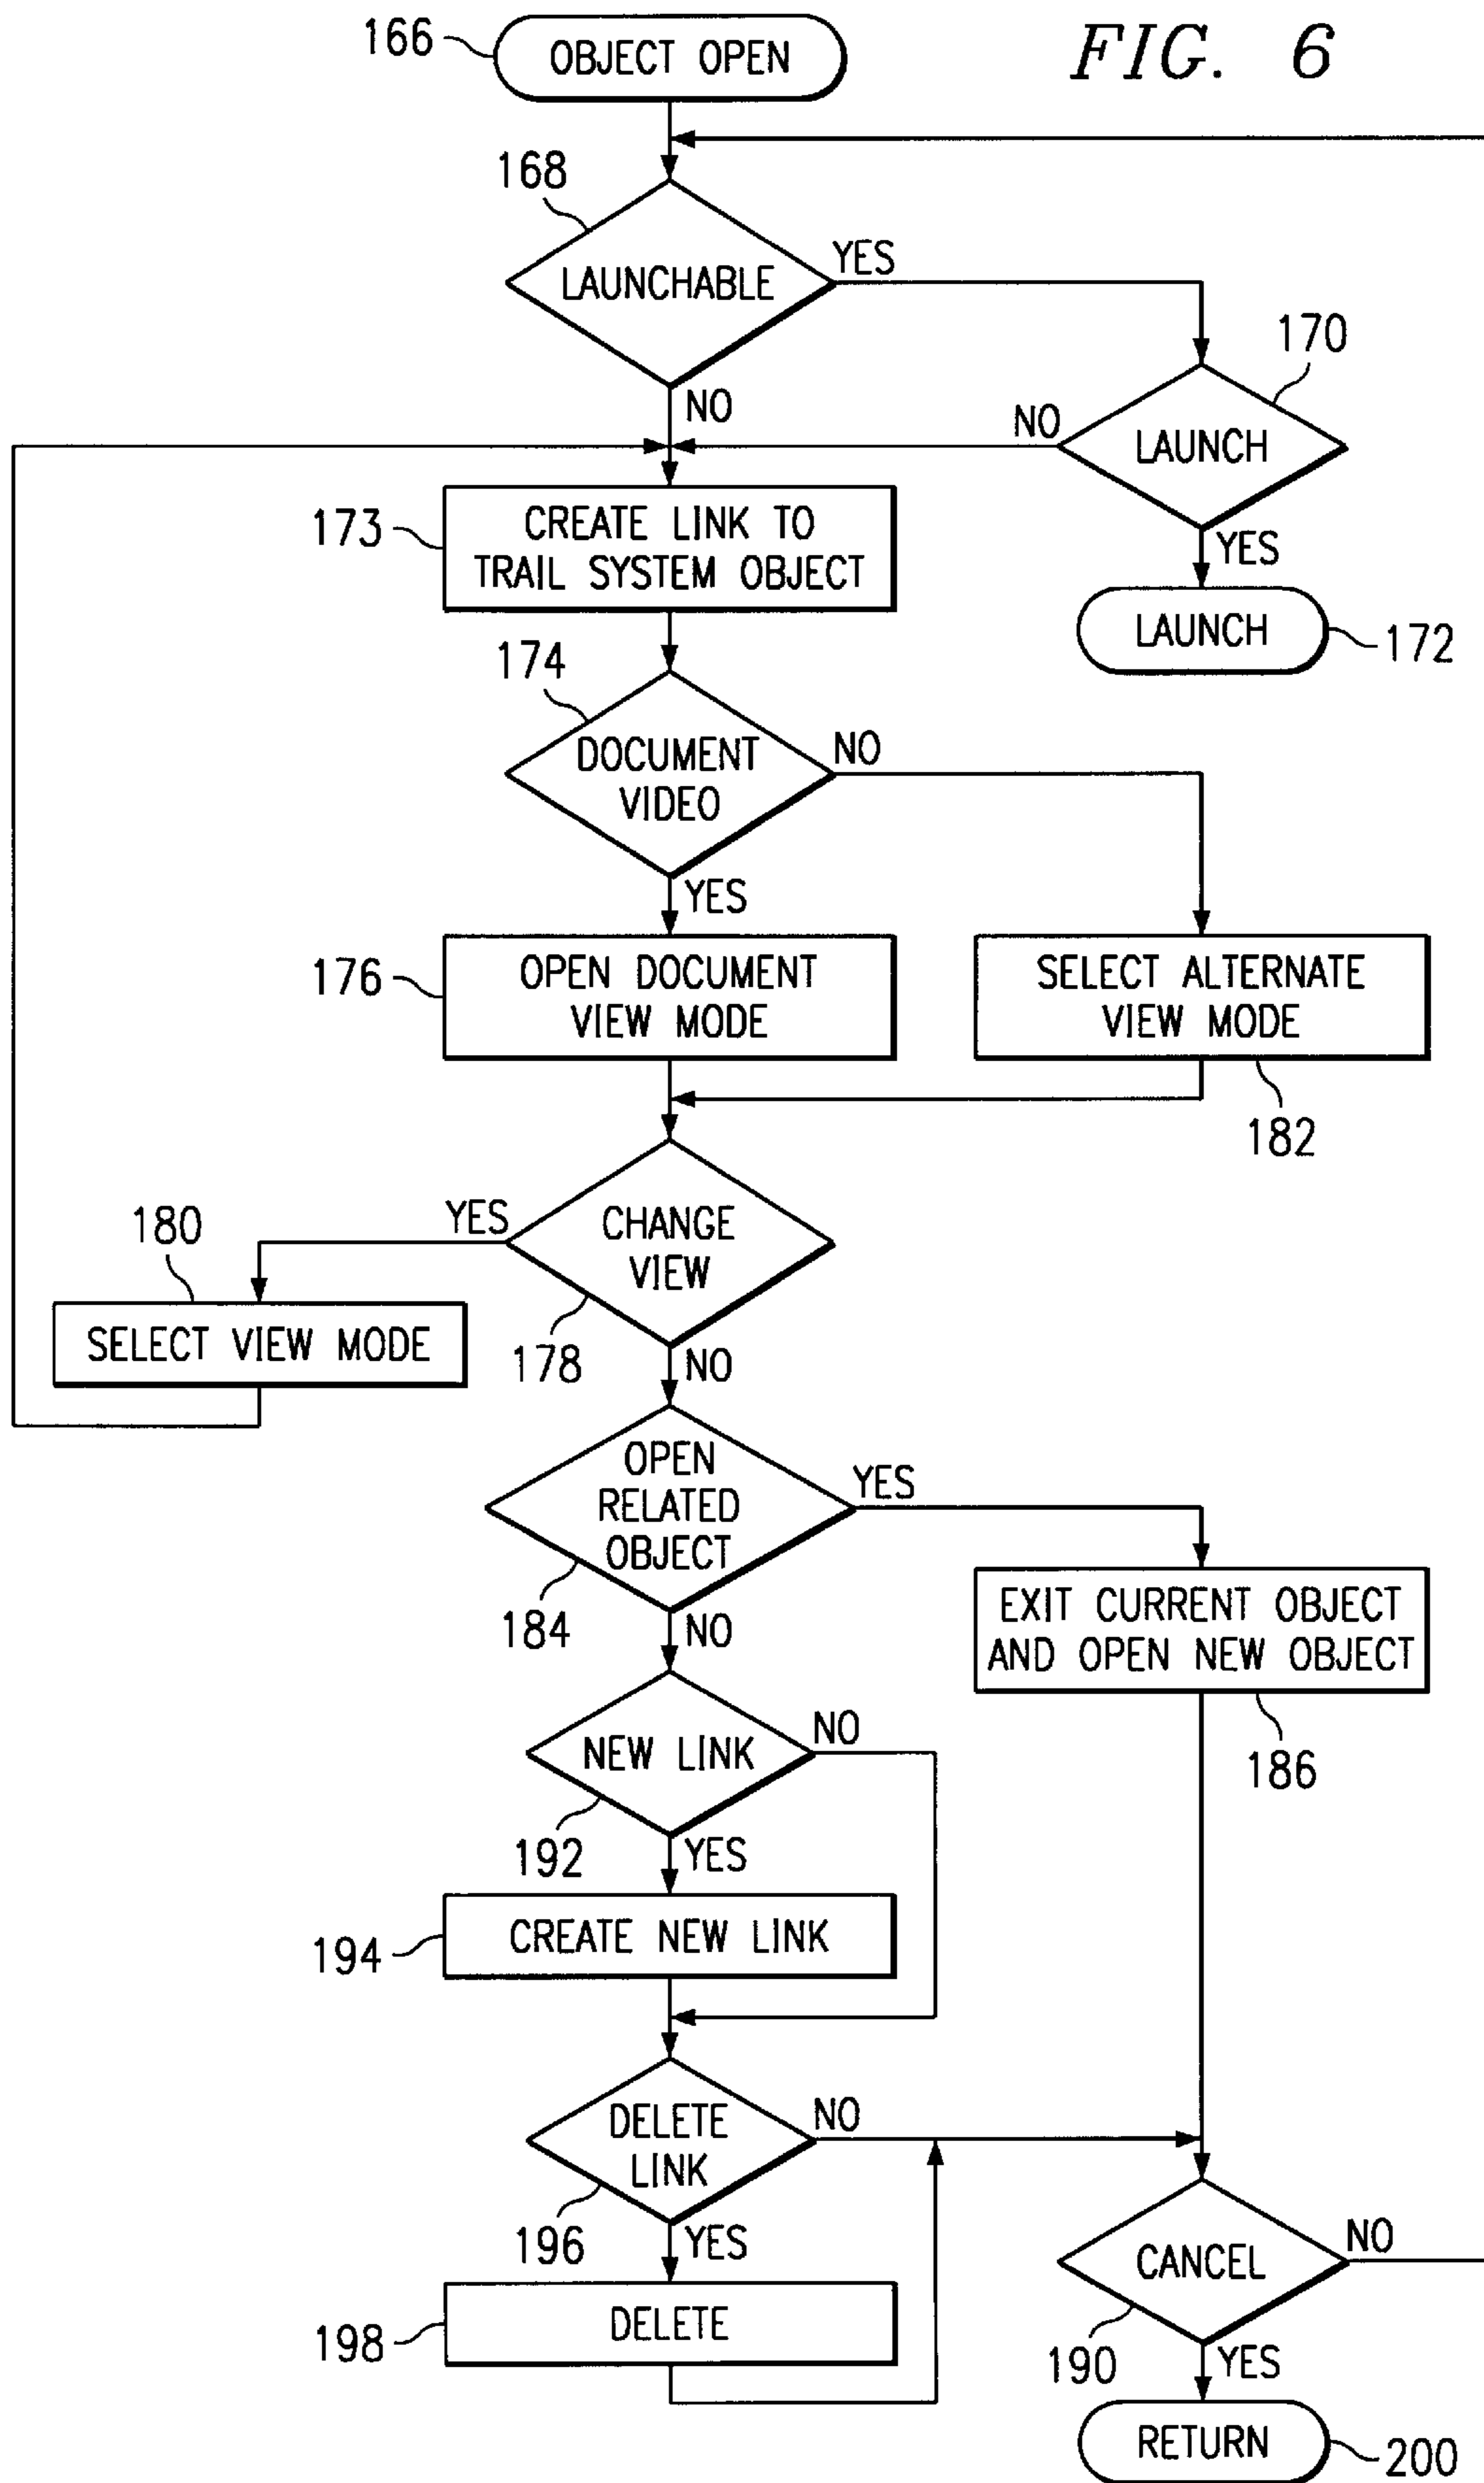 FIG. 6
166
OBJECT OPEN
168
LAUNCHABLE
YES
NO
170
LAUNCH
NO
YES
LAUNCH
172
173
CREATE LINK TO
TRAIL SYSTEM OBJECT
174
DOCUMENT
VIDEO
NO
YES
176
OPEN DOCUMENT
VIEW MODE
SELECT ALTERNATE
VIEW MODE
182
CHANGE
VIEW
YES
178
NO
180
SELECT VIEW MODE
OPEN
RELATED
OBJECT
YES
184
NO
EXIT CURRENT OBJECT
AND OPEN NEW OBJECT
186
NEW LINK
NO
192
YES
194
CREATE NEW LINK
DELETE
LINK
NO
196
YES
198
DELETE
CANCEL
NO
190
YES
RETURN
200